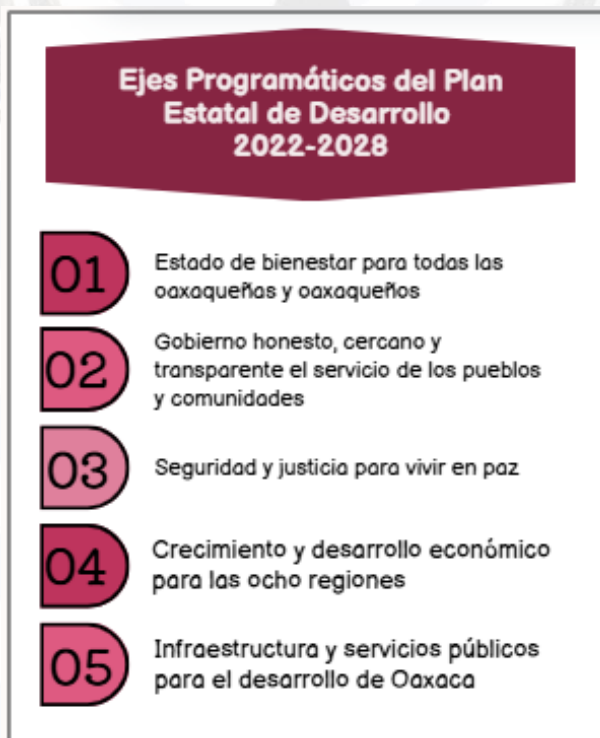 Ejes Programáticos del Plan
Estatal de Desarrollo
2022-2028
01
Estado de bienestar para todas las
oaxaqueñas y oaxaqueños
02
Gobierno honesto, cercano y
transparente el servicio de los pueblos
y comunidades
03
Seguridad y justicia para vivir en paz
04
Crecimiento y desarrollo económico
para las ocho regiones
05
Infraestructura y servicios públicos
para el desarrollo de Oaxaca